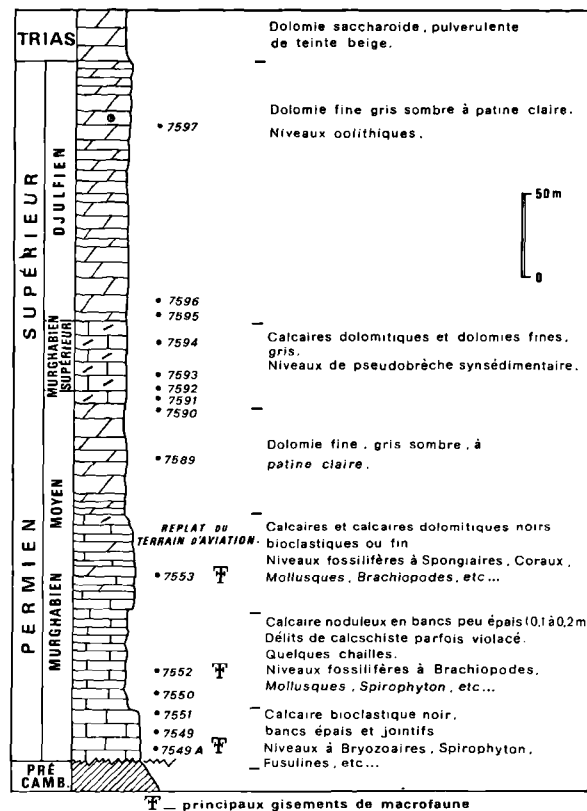 TRIAS
Dolomie saccharoide, pulverulente
de teinte beige.
PERMIEN SUPÉRIEUR
DJULFIEN
Dolomie fine gris sombre à patine claire.
Niveaux oolithiques.
• 7597
50m
0
• 7596
• 7595
MURGHABIEN
SUPÉRIEUR
• 7594
Calcaires dolomitiques et dolomies fines,
gris.
Niveaux de pseudobrèche synsédimentaire.
• 7593
• 7592
• 7591
• 7590
MURGHABIEN MOYEN
• 7589
Dolomie fine, gris sombre, à
patine claire.
REPLAT DU
TERRAIN D'AVIATION.
Calcaires et calcaires dolomitiques noirs
bioclastiques ou fin
Niveaux fossilifères à Spongiaires, Coraux,
Mollusques, Brachiopodes, etc...
• 7553
Calcaire noduleux en bancs peu épais (0,1 à 0,2 m
Délits de calcschiste parfois violacé.
Quelques chailles.
Niveaux fossilifères à Brachiopodes,
Mollusques, Spirophyton, etc...
• 7552
• 7550
• 7551
Calcaire bioclastique noir,
bancs épais et jointifs
Niveaux à Bryozoaires, Spirophyton,
Fusulines, etc...
• 7549
• 7549 A
PRÉ
CAMB.
T — principaux gisements de macrofaune